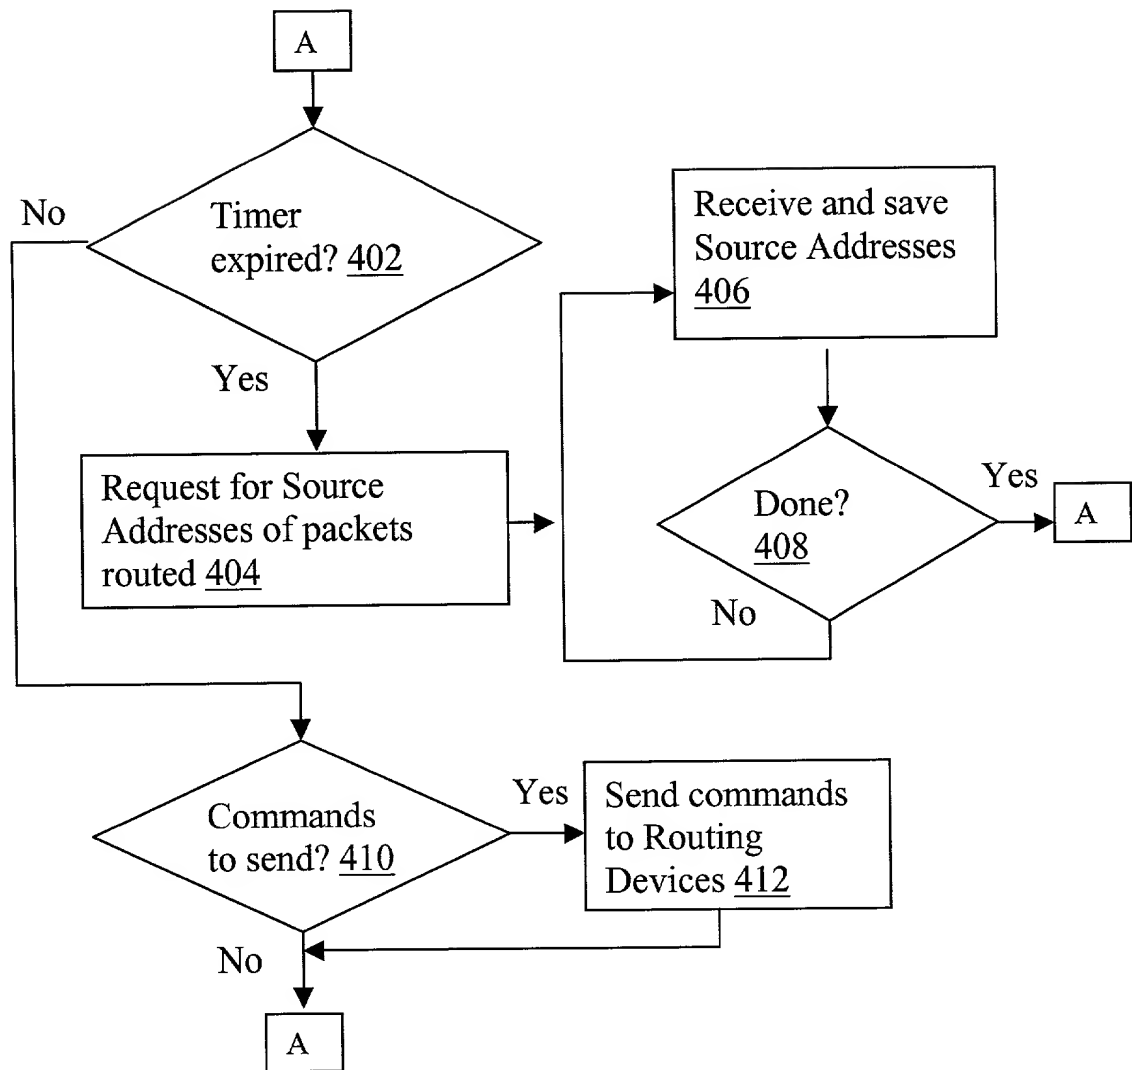 A
No
Timer
expired? 402
Yes
Request for Source
Addresses of packets
routed 404
Receive and save
Source Addresses
406
Done?
408
Yes
A
No
Commands
to send? 410
Yes
Send commands
to Routing
Devices 412
No
A